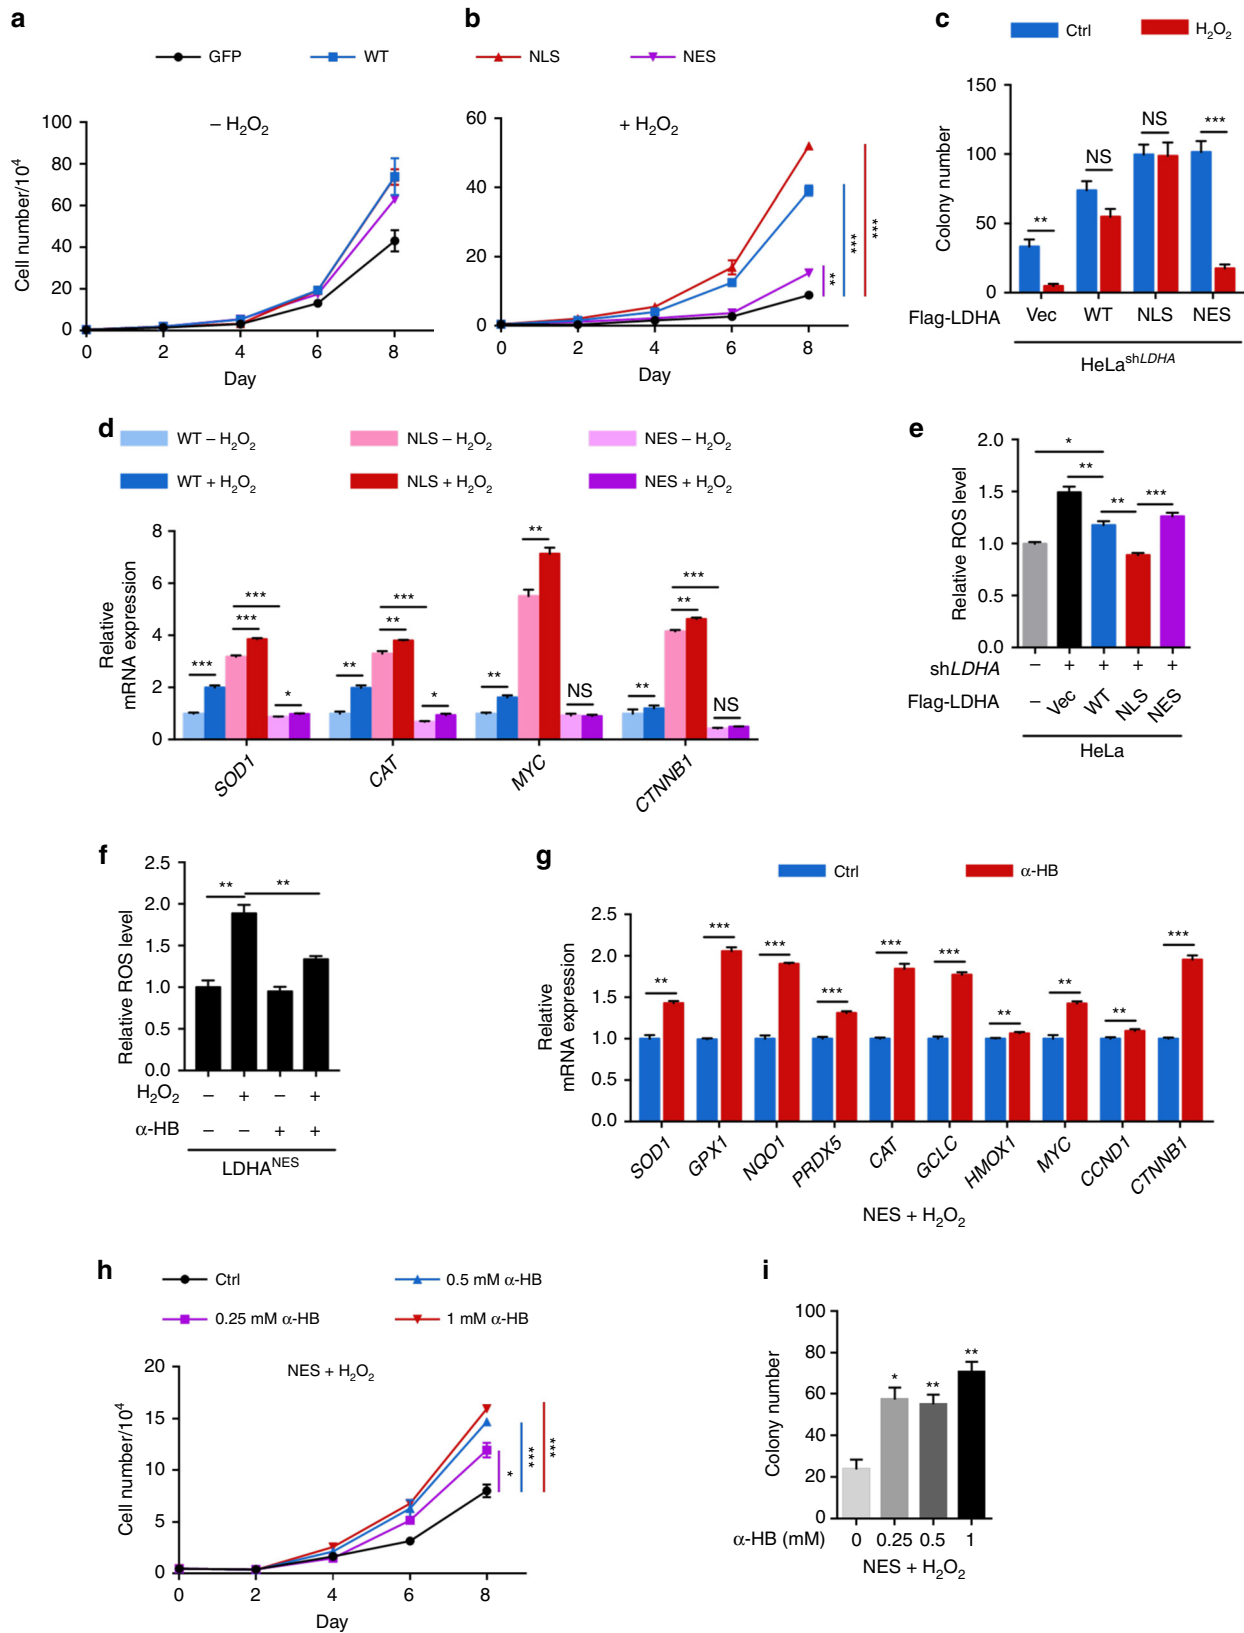 a
b
c
GFP
WT
NLS
NES
Ctrl
H₂O₂
– H₂O₂
Cell number/10⁴
100
80
60
40
20
0
0
2
4
6
8
Day
+ H₂O₂
60
40
20
0
0
2
4
6
8
Day
**
***
***
Colony number
150
100
50
0
**
NS
NS
***
Flag-LDHA
Vec
WT
NLS
NES
HeLa^shLDHA
d
WT – H₂O₂
NLS – H₂O₂
NES – H₂O₂
WT + H₂O₂
NLS + H₂O₂
NES + H₂O₂
Relative
mRNA expression
8
6
4
2
0
***
***
***
*
**
***
**
*
**
**
NS
**
***
**
NS
SOD1
CAT
MYC
CTNNB1
e
Relative ROS level
2.0
1.5
1.0
0.5
0.0
*
**
**
***
shLDHA
–
+
+
+
+
Flag-LDHA
–
Vec
WT
NLS
NES
HeLa
f
Relative ROS level
2.5
2.0
1.5
1.0
0.5
0.0
**
**
H₂O₂
–
+
–
+
α-HB
–
–
+
+
LDHA^NES
g
Ctrl
α-HB
Relative
mRNA expression
2.5
2.0
1.5
1.0
0.5
0.0
**
***
***
***
***
***
**
**
**
***
SOD1
GPX1
NQO1
PRDX5
CAT
GCLC
HMOX1
MYC
CCND1
CTNNB1
NES + H₂O₂
h
Ctrl
0.5 mM α-HB
0.25 mM α-HB
1 mM α-HB
NES + H₂O₂
Cell number/10⁴
20
15
10
5
0
0
2
4
6
8
Day
*
***
***
i
Colony number
100
80
60
40
20
0
*
**
**
α-HB (mM)
0
0.25
0.5
1
NES + H₂O₂